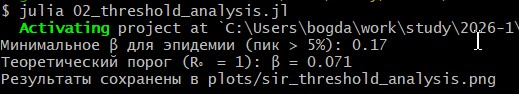 $ julia 02_threshold_analysis.jl
Activating project at `C:\Users\bogda\work\study\2026-1\
Минимальное β для эпидемии (пик > 5%): 0.17
Теоретический порог (R₀ = 1): β = 0.071
Результаты сохранены в plots/sir_threshold_analysis.png